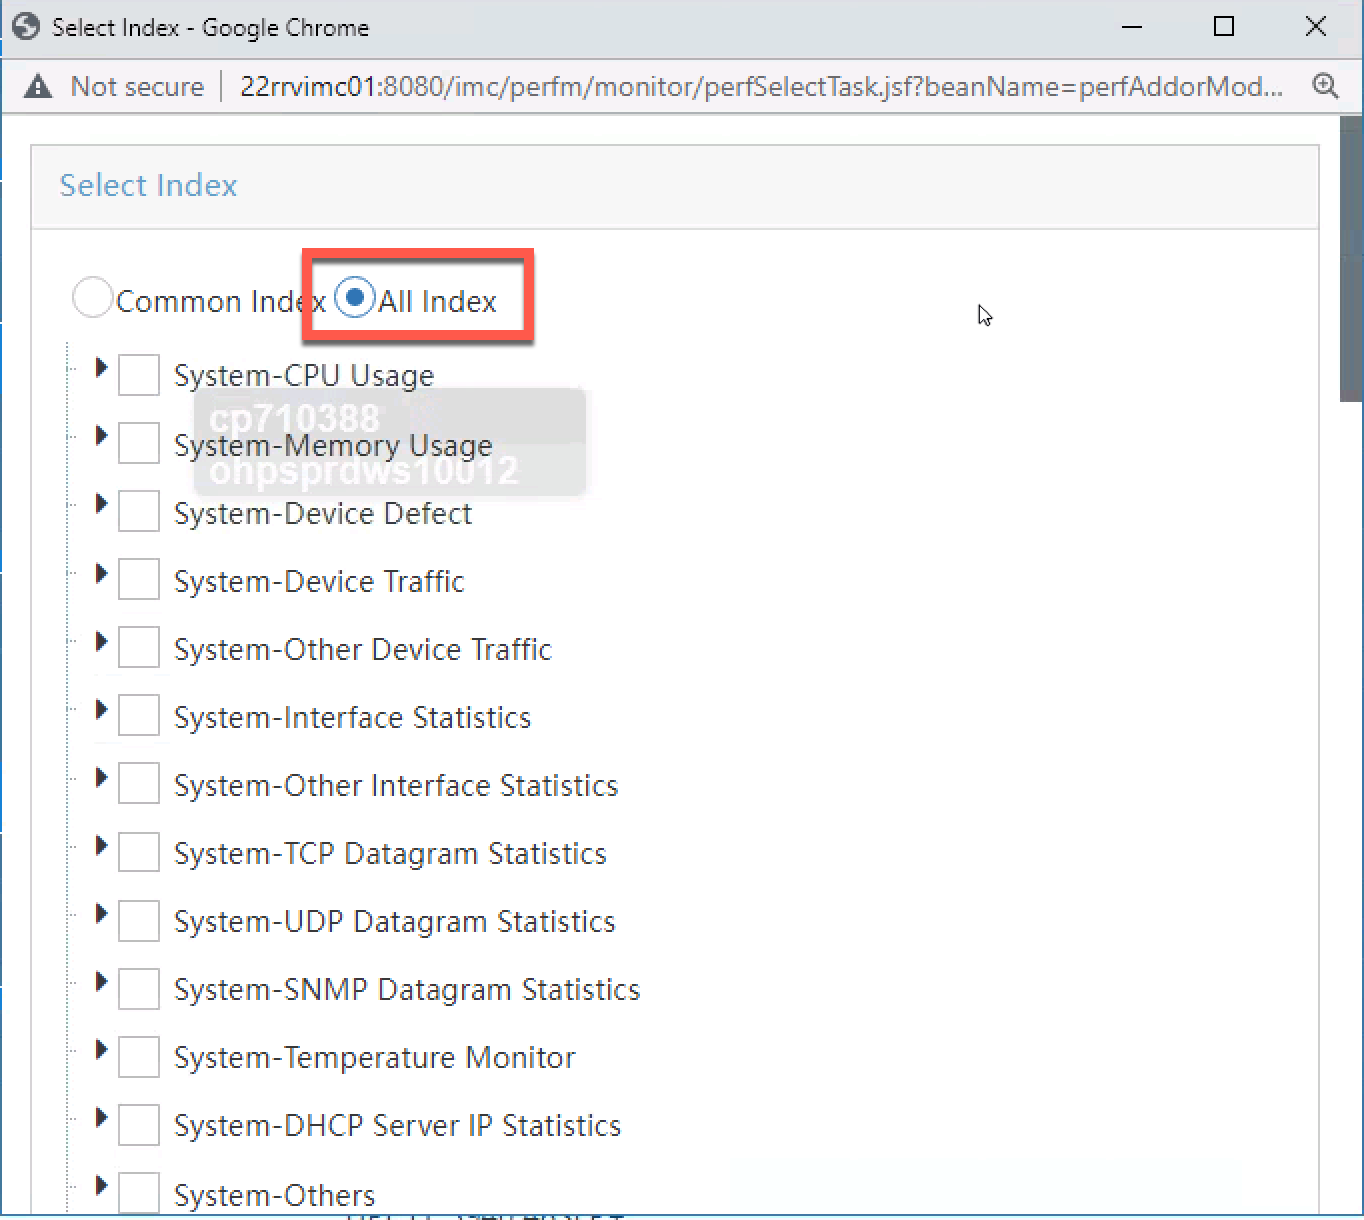 Select Index - Google Chrome
Not secure | 22rrvimc01:8080/imc/perfm/monitor/perfSelectTask.jsf?beanName=perfAddorMod...
Select Index
Common Index All Index
System-CPU Usage
cp710388
System-Memory Usage
ohpsprdws10012
System-Device Defect
System-Device Traffic
System-Other Device Traffic
System-Interface Statistics
System-Other Interface Statistics
System-TCP Datagram Statistics
System-UDP Datagram Statistics
System-SNMP Datagram Statistics
System-Temperature Monitor
System-DHCP Server IP Statistics
System-Others